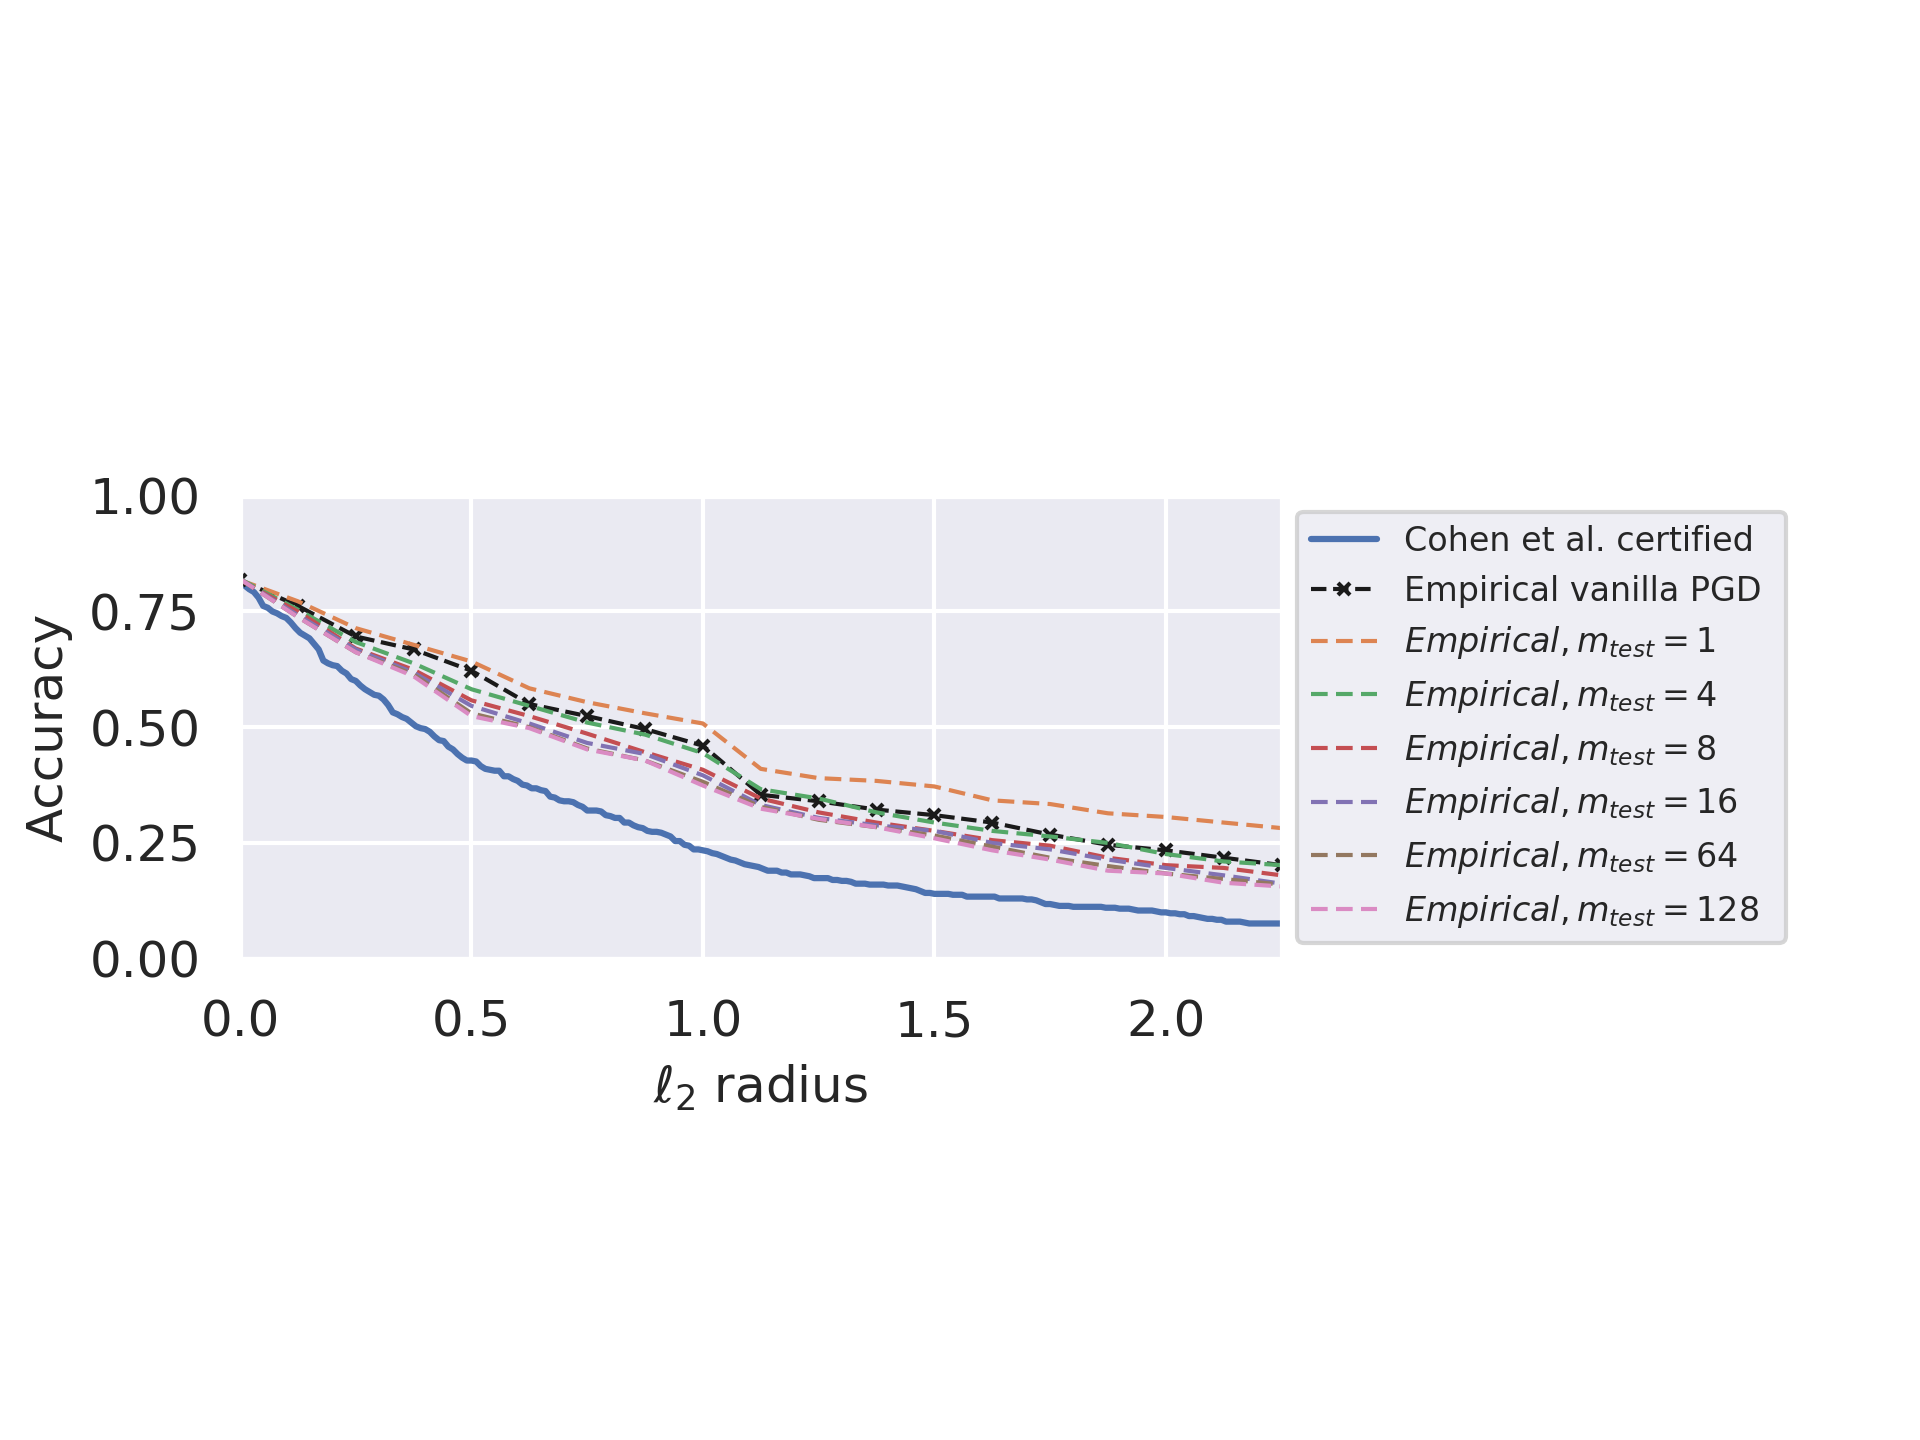 1.00
0.75
0.50
0.25
0.00
Accuracy
0.0 0.5 1.0 1.5 2.0
ℓ₂ radius
Cohen et al. certified
Empirical vanilla PGD
Empirical, m_test = 1
Empirical, m_test = 4
Empirical, m_test = 8
Empirical, m_test = 16
Empirical, m_test = 64
Empirical, m_test = 128